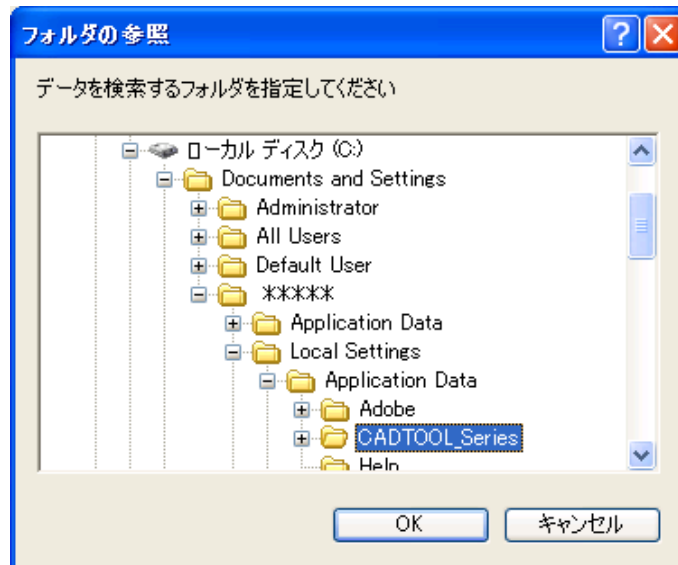 フォルダの参照
データを検索するフォルダを指定してください
ローカル ディスク (C:)
Documents and Settings
Administrator
All Users
Default User
*****
Application Data
Local Settings
Application Data
Adobe
CADTOOL_Series
Help
OK キャンセル